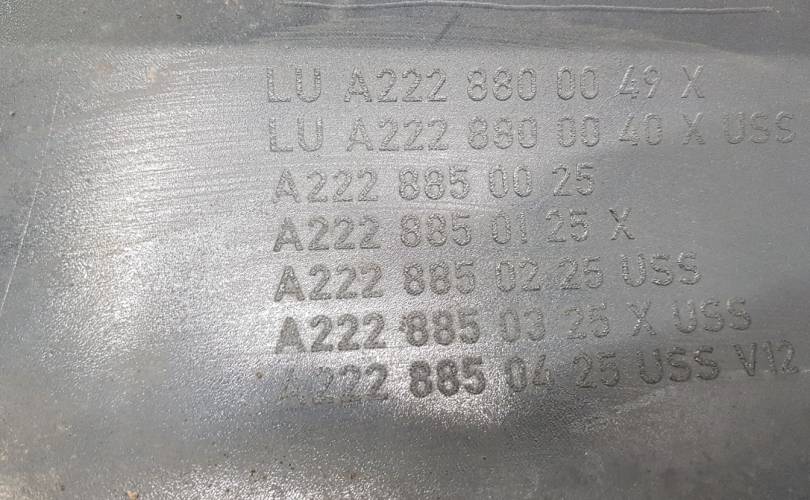 LU A222 880 00 49 X
LU A222 880 00 40 X USS
A222 885 00 25
A222 885 01 25 X
A222 885 02 25 USS
A222 885 03 25 X USS
A222 885 04 25 USS V12